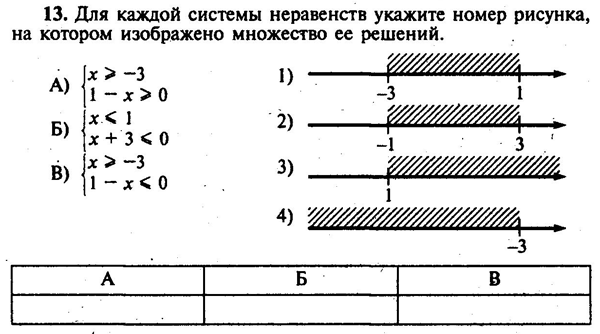 13. Для каждой системы неравенств укажите номер рисунка,
на котором изображено множество ее решений.
А) { x ⩾ −3
1 − x ⩾ 0
Б) { x ⩽ 1
x + 3 ⩽ 0
В) { x ⩾ −3
1 − x ⩽ 0
1)
−3 1
2)
−1 3
3)
1
4)
−3
А Б В